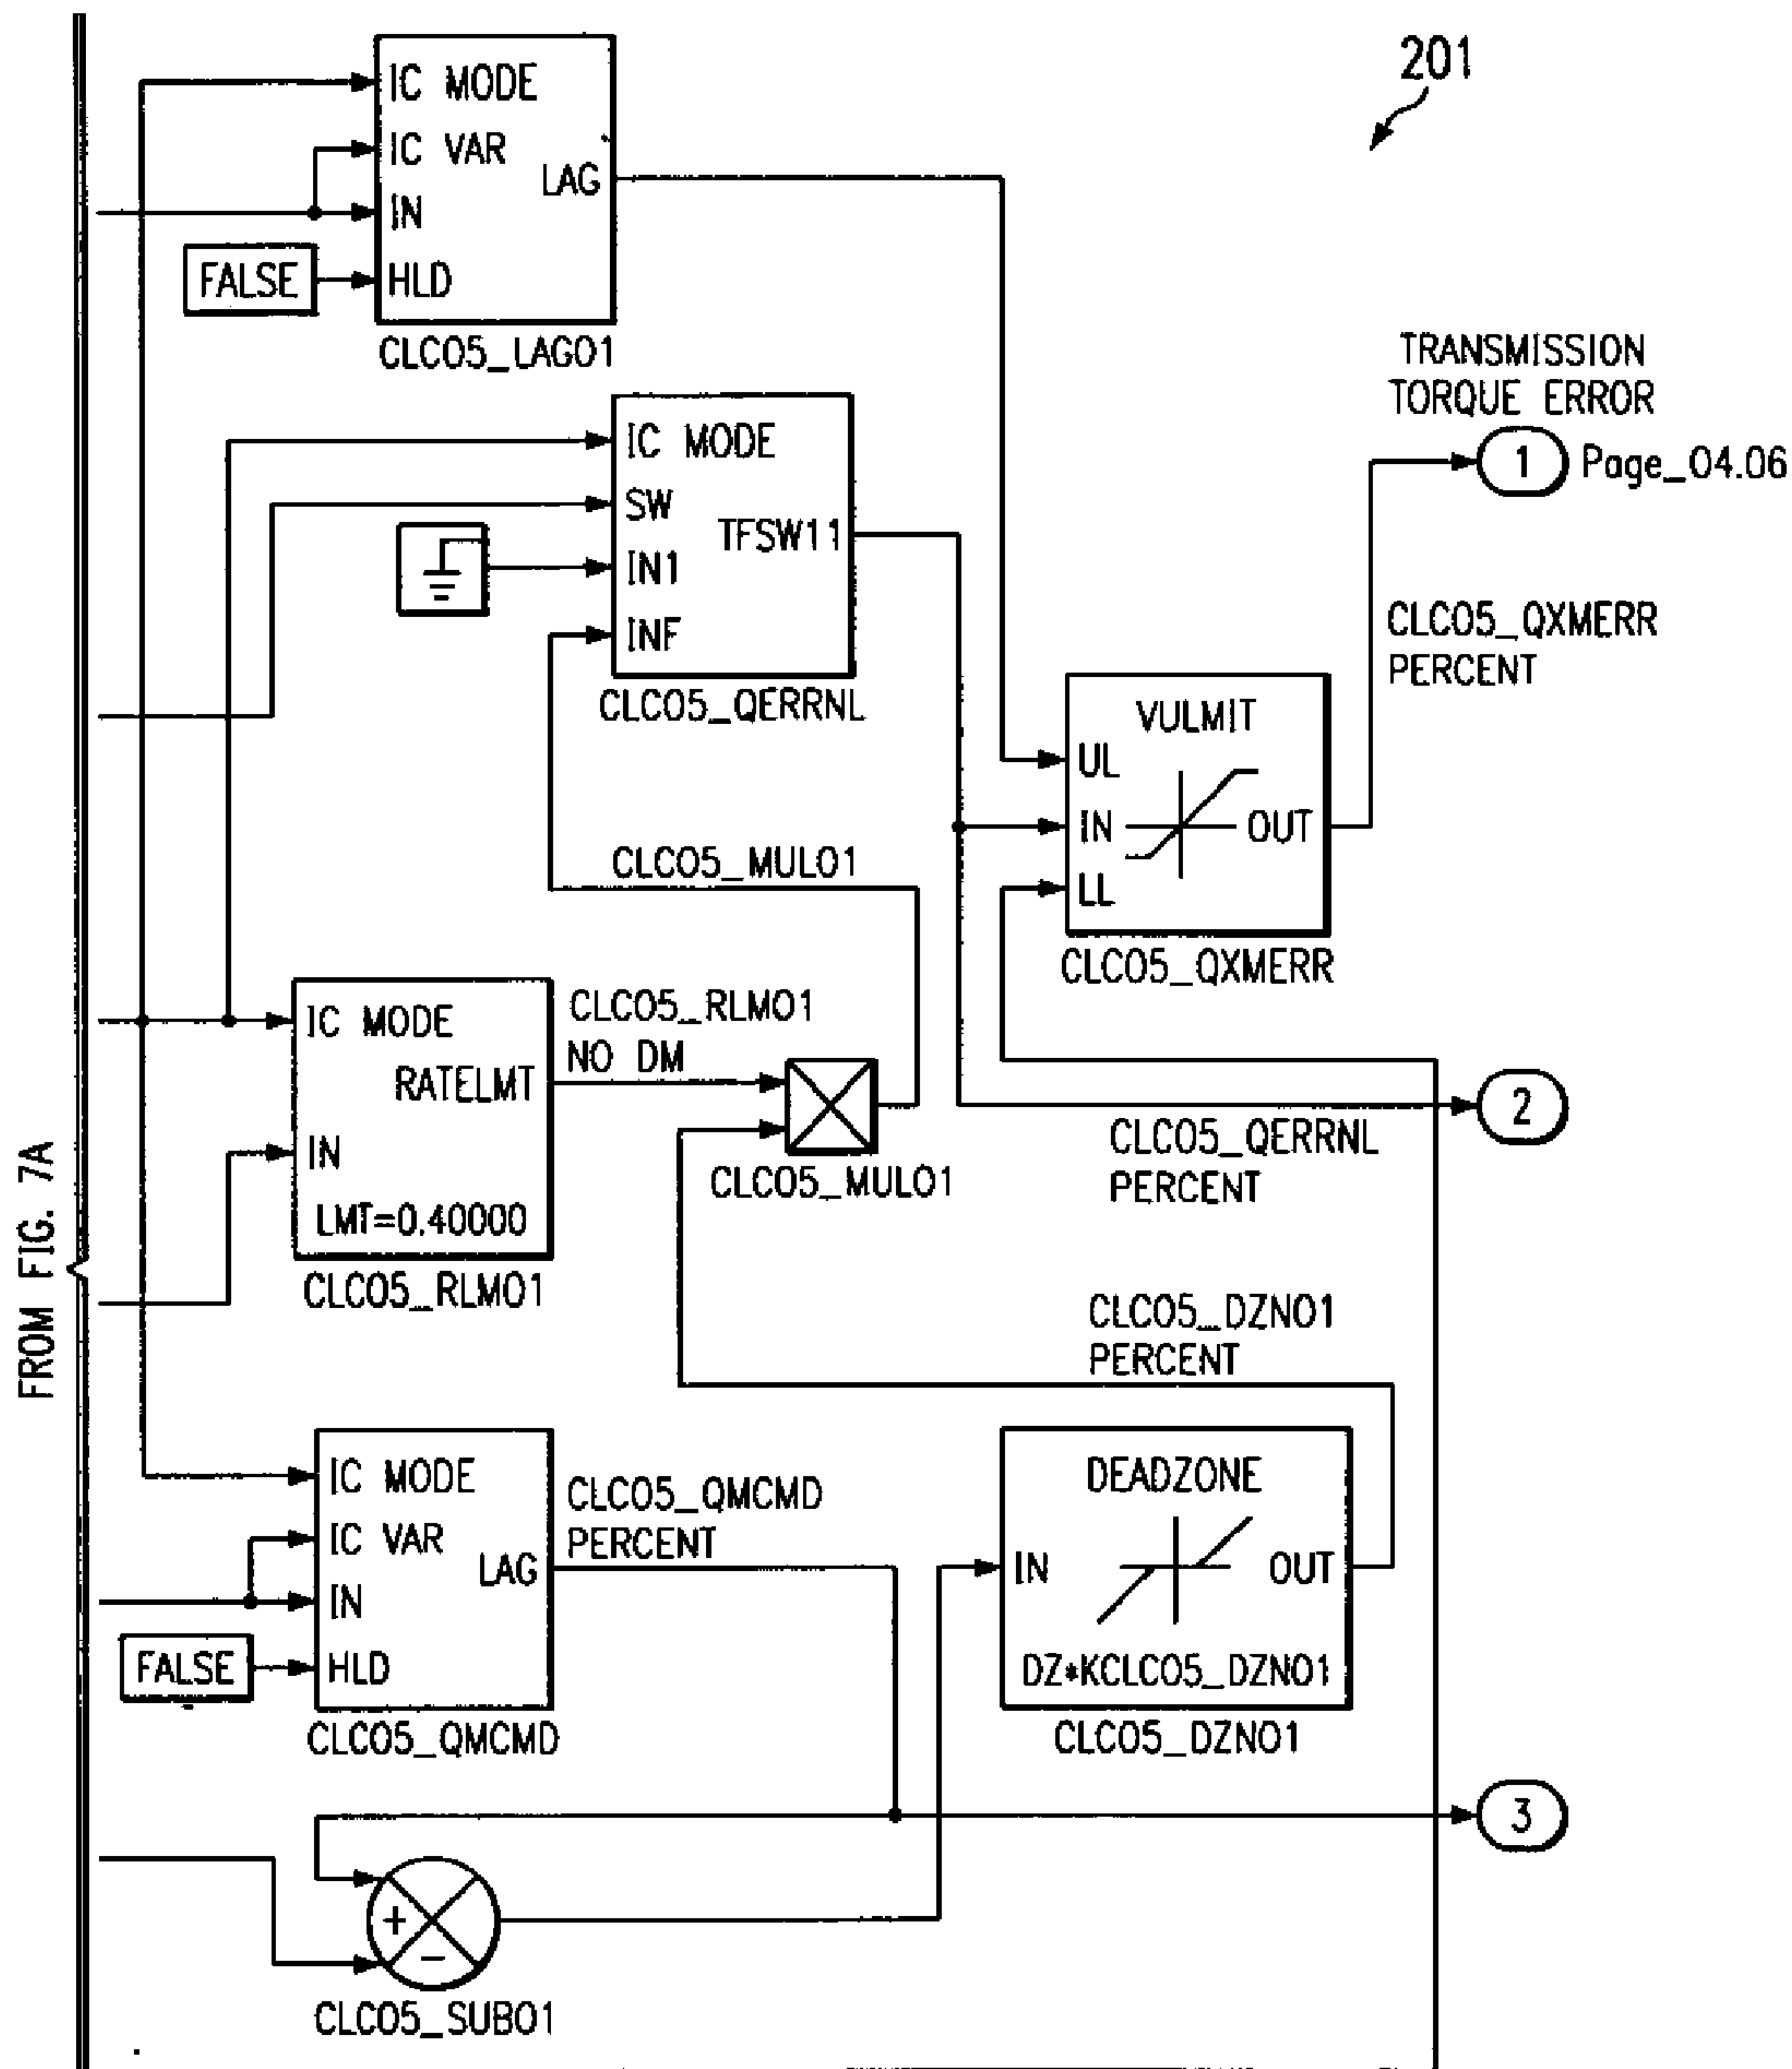 201
IC MODE
IC VAR
LAG
IN
FALSE
HLD
CLC05_LAG01
TRANSMISSION
TORQUE ERROR
1
Page_04.06
IC MODE
SW
TFSW11
IN1
INF
CLC05_QERRNL
CLC05_QXMERR
PERCENT
VULMIT
UL
IN
OUT
LL
CLC05_QXMERR
CLC05_MUL01
IC MODE
RATELMT
IN
LMT=0.40000
CLC05_RLM01
CLC05_RLM01
NO DM
CLC05_MUL01
2
CLC05_QERRNL
PERCENT
FROM FIG. 7A
CLC05_DZN01
PERCENT
IC MODE
IC VAR
LAG
IN
FALSE
HLD
CLC05_QMCMD
CLC05_QMCMD
PERCENT
DEADZONE
IN
OUT
DZ*KCLC05_DZN01
CLC05_DZN01
3
+
-
CLC05_SUB01